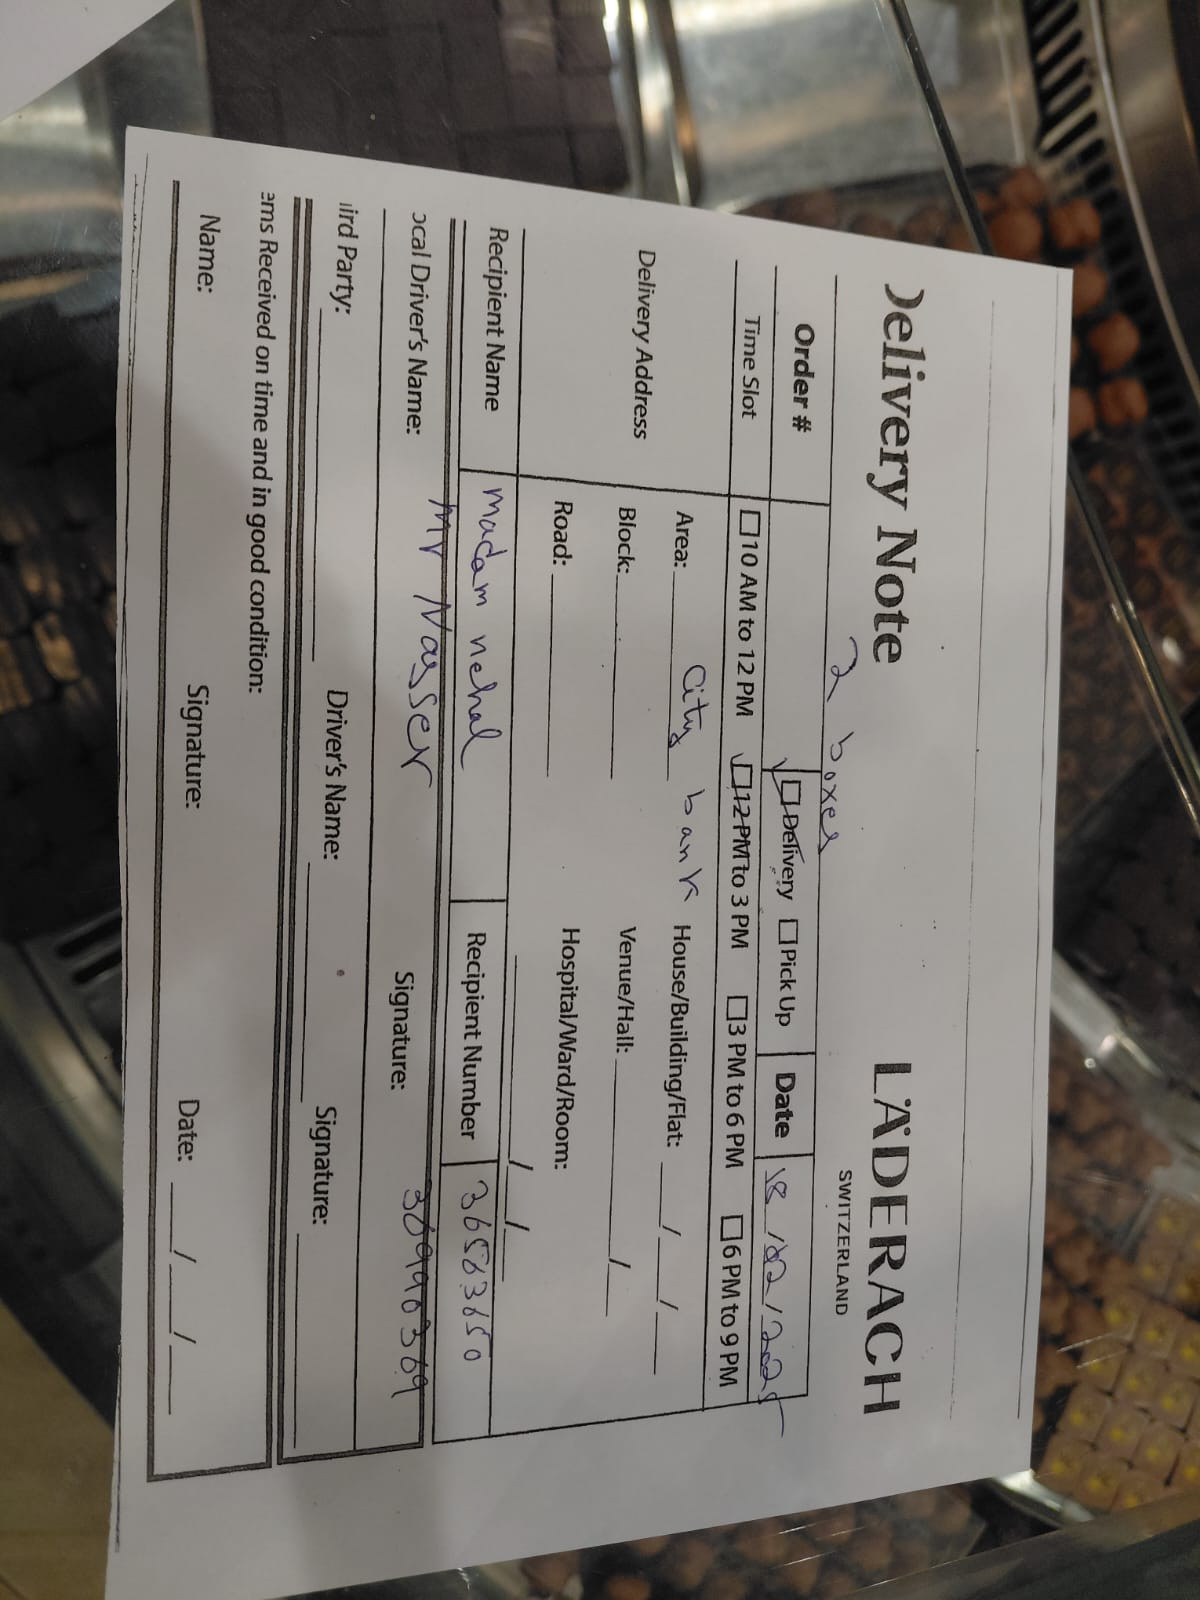 Delivery Note LÄDERACH
SWITZERLAND
2 boxes
Order # Delivery Pick Up Date 18/02/2025
Time Slot 10 AM to 12 PM 12 PM to 3 PM 3 PM to 6 PM 6 PM to 9 PM
Delivery Address
Area: City bank House/Building/Flat: / /
Block: Venue/Hall: /
Road: Hospital/Ward/Room:
/ /
Recipient Name madam nehal Recipient Number 36563650
ocal Driver's Name: Mr Nasser Signature:
ird Party: Driver's Name: Signature:
ems Received on time and in good condition:
Name: Signature: Date: / /